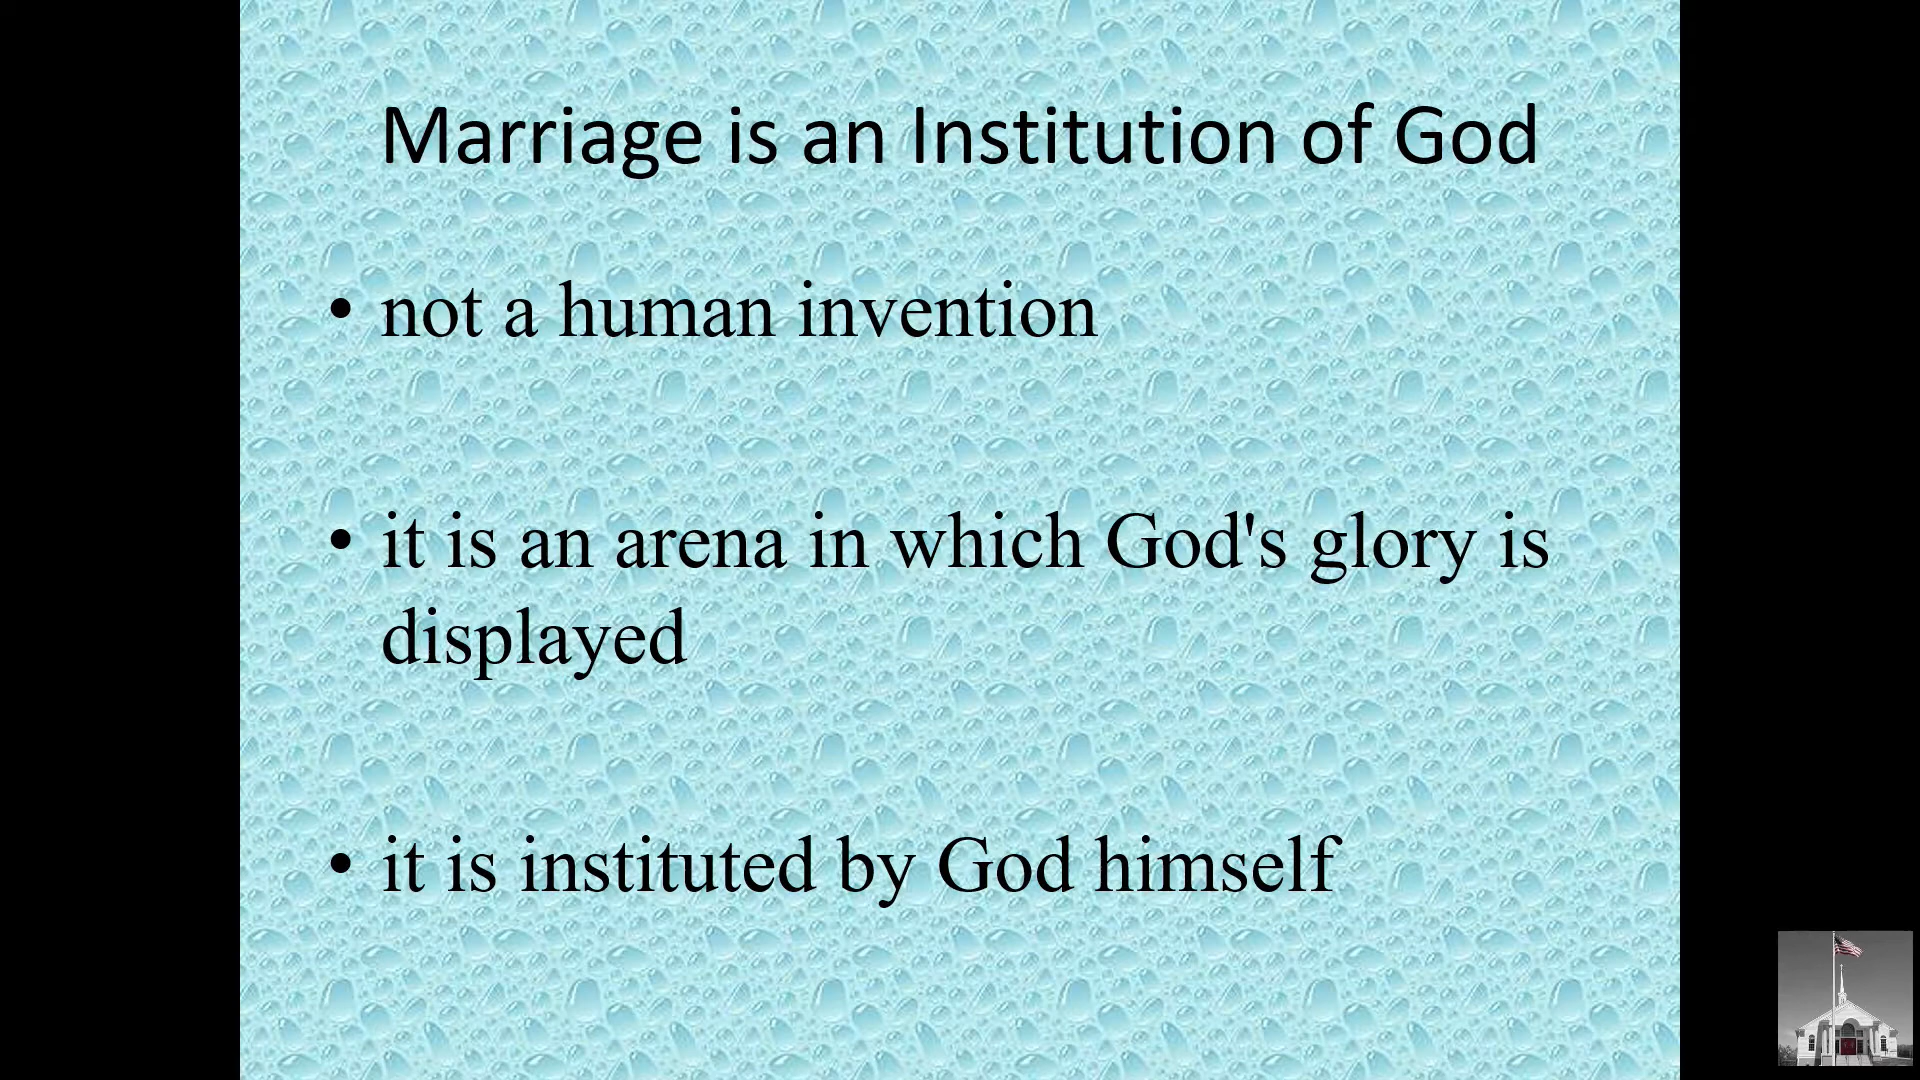 Marriage is an Institution of God
• not a human invention
• it is an arena in which God's glory is
displayed
• it is instituted by God himself